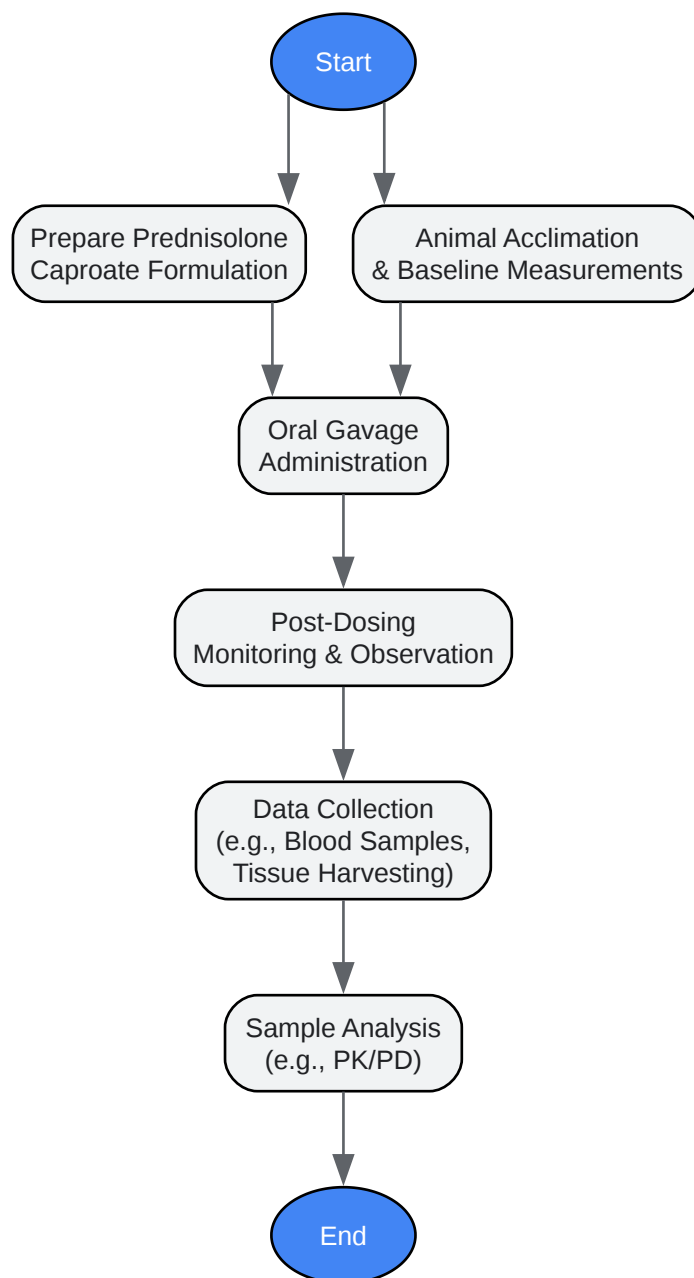 Start
Prepare Prednisolone
Caproate Formulation
Animal Acclimation
& Baseline Measurements
Oral Gavage
Administration
Post-Dosing
Monitoring & Observation
Data Collection
(e.g., Blood Samples,
Tissue Harvesting)
Sample Analysis
(e.g., PK/PD)
End